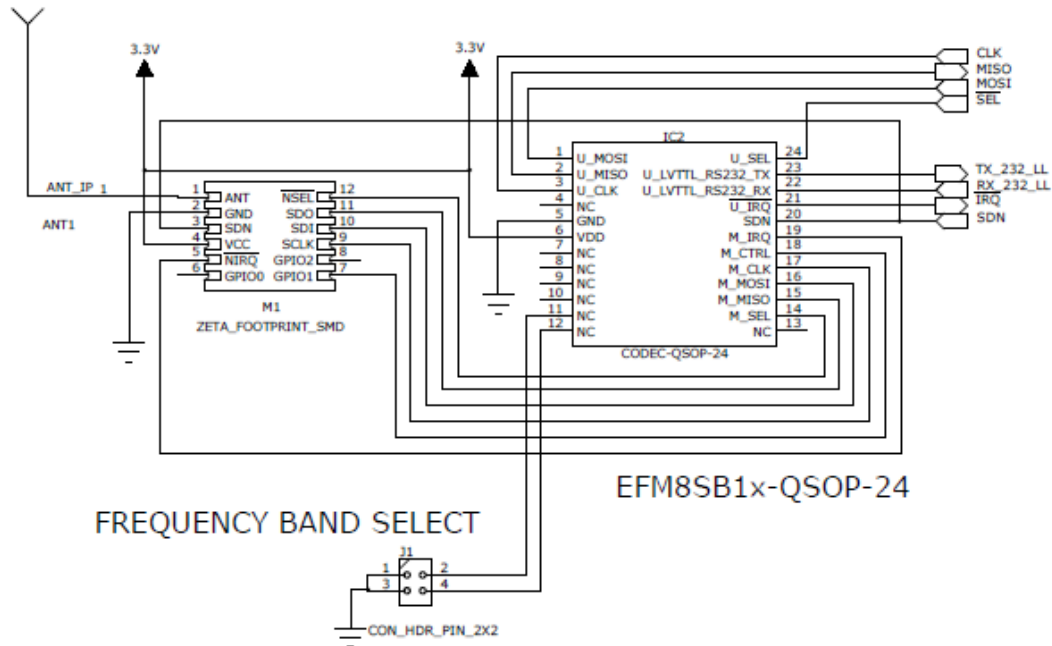 3.3V
3.3V
CLK
MISO
MOSI
SEL
IC2
1 U_MOSI U_SEL 24
2 U_MISO U_LVTTL_RS232_TX 23
3 U_CLK U_LVTTL_RS232_RX 22
4 NC U_IRQ 21
5 GND SDN 20
6 VDD M_IRQ 19
7 NC M_CTRL 18
8 NC M_CLK 17
9 NC M_MOSI 16
10 NC M_MISO 15
11 NC M_SEL 14
12 NC NC 13
CODEC-QSOP-24
TX_232_LL
RX_232_LL
IRQ
SDN
ANT_IP 1
ANT1
1 ANT NSEL 12
2 GND SDO 11
3 SDN SDI 10
4 VCC SCLK 9
5 NIRQ GPIO2 8
6 GPIO0 GPIO1 7
M1
ZETA_FOOTPRINT_SMD
EFM8SB1x-QSOP-24
FREQUENCY BAND SELECT
J1
1 2
3 4
CON_HDR_PIN_2X2